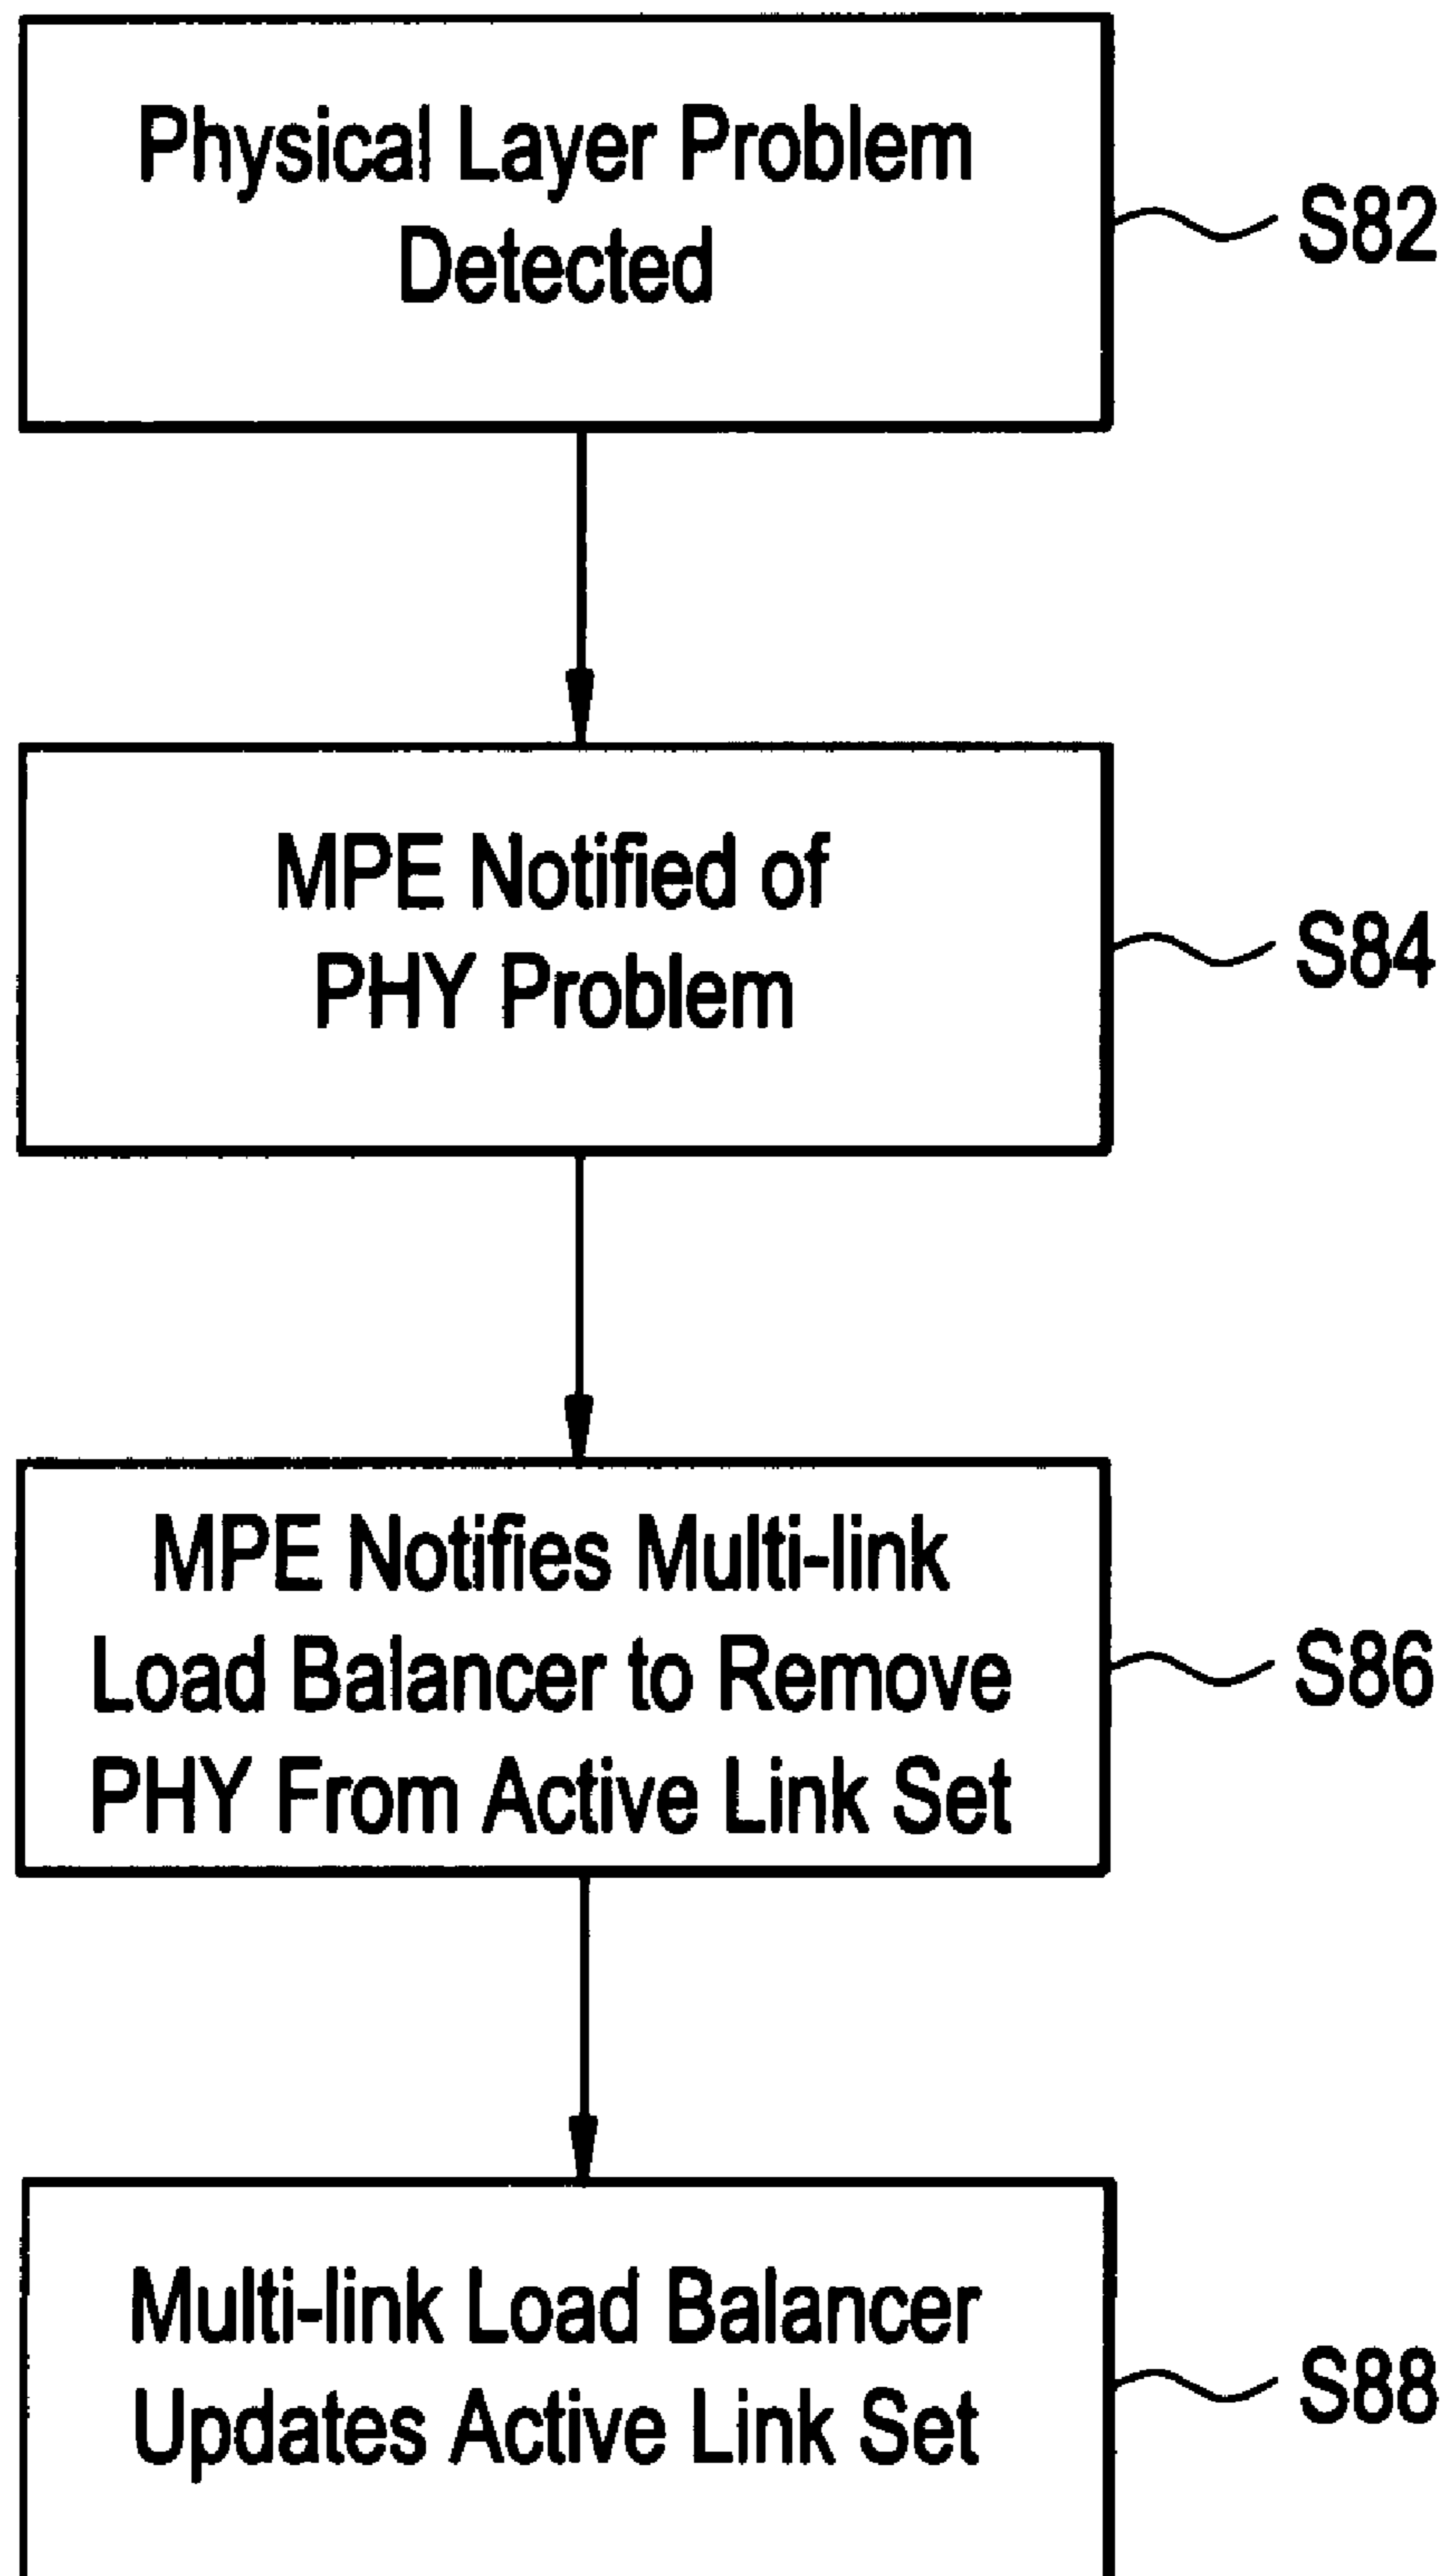 Physical Layer Problem
Detected
S82
MPE Notified of
PHY Problem
S84
MPE Notifies Multi-link
Load Balancer to Remove
PHY From Active Link Set
S86
Multi-link Load Balancer
Updates Active Link Set
S88